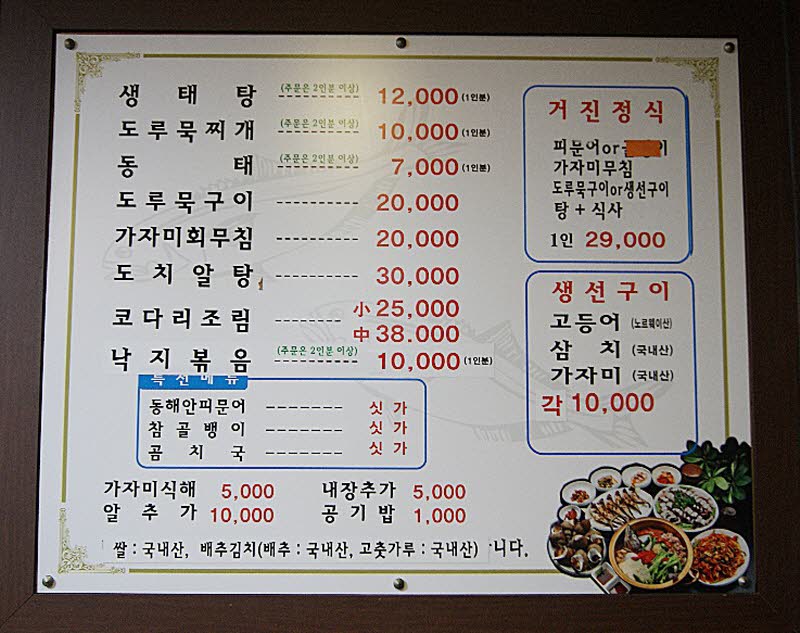 생태탕 (주문은 2인분 이상) 12,000 (1인분)
도루묵찌개 (주문은 2인분 이상) 10,000 (1인분)
동태 (주문은 2인분 이상) 7,000 (1인분)
도루묵구이 20,000
가자미회무침 20,000
도치알탕 30,000
코다리조림 小 25,000
中 38.000
낙지볶음 (주문은 2인분 이상) 10,000 (1인분)
특선메뉴
동해안피문어 싯가
참골뱅이 싯가
곰치국 싯가
가자미식해 5,000 내장추가 5,000
알추가 10,000 공기밥 1,000
쌀 : 국내산, 배추김치(배추 : 국내산, 고춧가루 : 국내산) 니다.
거진정식
피문어or
가자미무침
도루묵구이or생선구이
탕 + 식사
1인 29,000
생선구이
고등어 (노르웨이산)
삼치 (국내산)
가자미 (국내산)
각 10,000